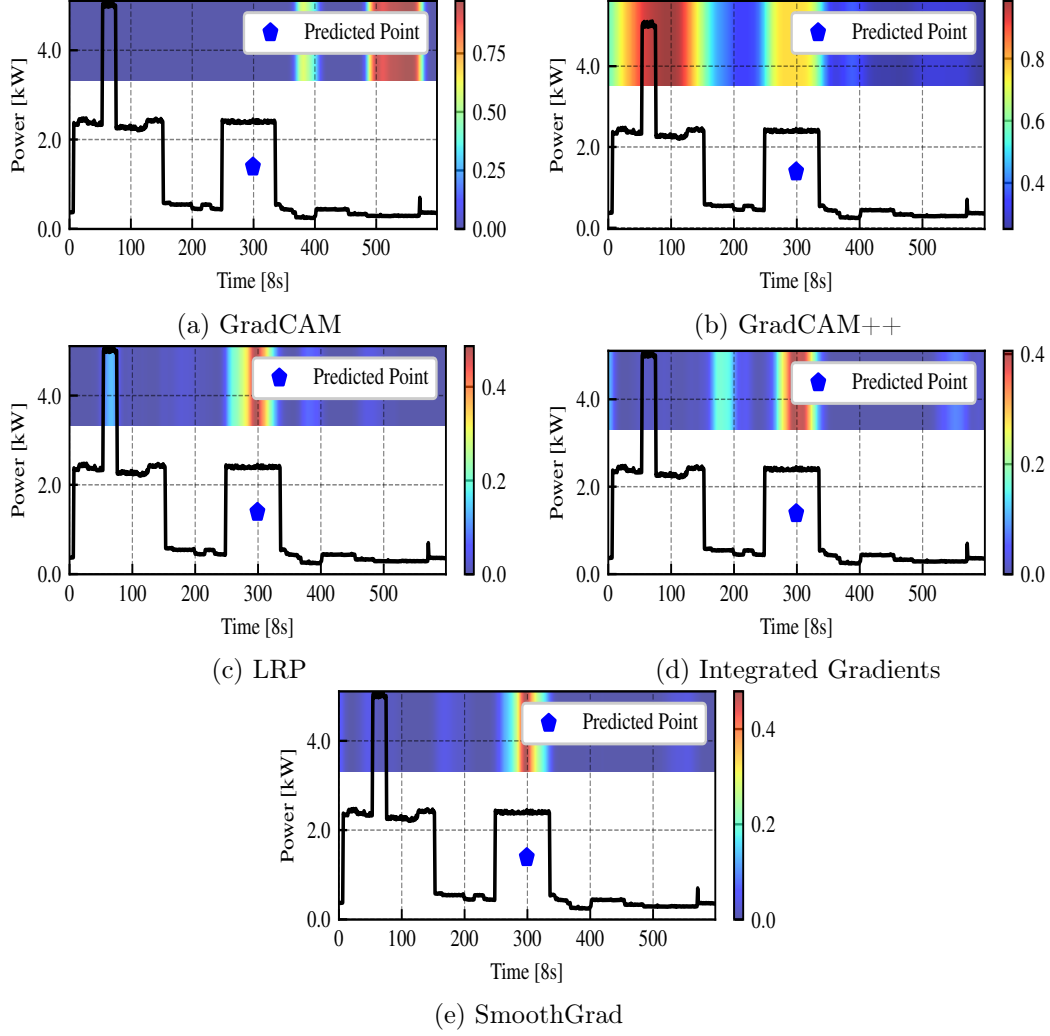 Predicted Point
Power [kW]
4.0
2.0
0.0
0 100 200 300 400 500
Time [8s]
0.75
0.50
0.25
0.00
(a) GradCAM
Predicted Point
Power [kW]
4.0
2.0
0.0
0 100 200 300 400 500
Time [8s]
0.8
0.6
0.4
(b) GradCAM++
Predicted Point
Power [kW]
4.0
2.0
0.0
0 100 200 300 400 500
Time [8s]
0.4
0.2
0.0
(c) LRP
Predicted Point
Power [kW]
4.0
2.0
0.0
0 100 200 300 400 500
Time [8s]
0.4
0.2
0.0
(d) Integrated Gradients
Predicted Point
Power [kW]
4.0
2.0
0.0
0 100 200 300 400 500
Time [8s]
0.4
0.2
0.0
(e) SmoothGrad